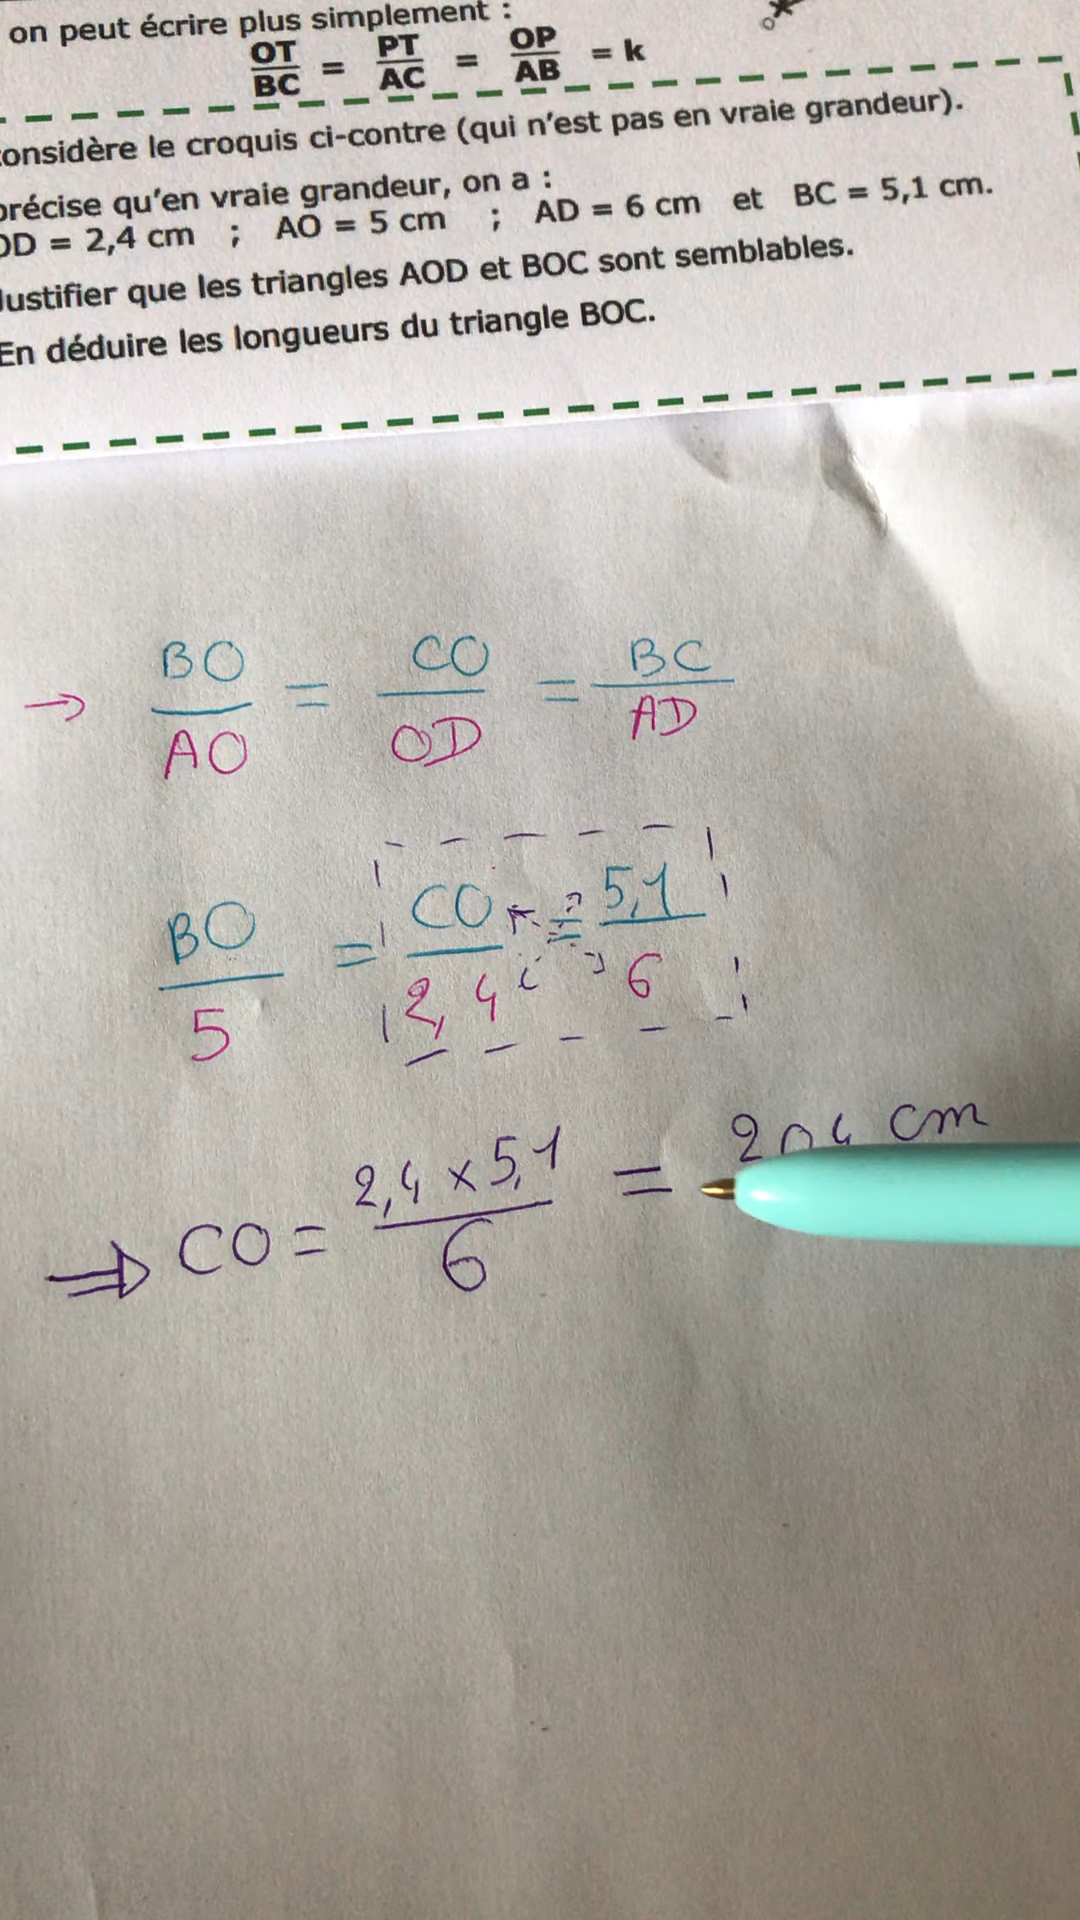 on peut écrire plus simplement :
OT/BC = PT/AC = OP/AB = k
onsidère le croquis ci-contre (qui n'est pas en vraie grandeur).
précise qu'en vraie grandeur, on a :
OD = 2,4 cm ; AO = 5 cm ; AD = 6 cm et BC = 5,1 cm.
Justifier que les triangles AOD et BOC sont semblables.
En déduire les longueurs du triangle BOC.
→ BO/AO = CO/OD = BC/AD
BO/5 = CO/2,4 = 5,1/6
⇒ CO = 2,4 × 5,1/6 = cm